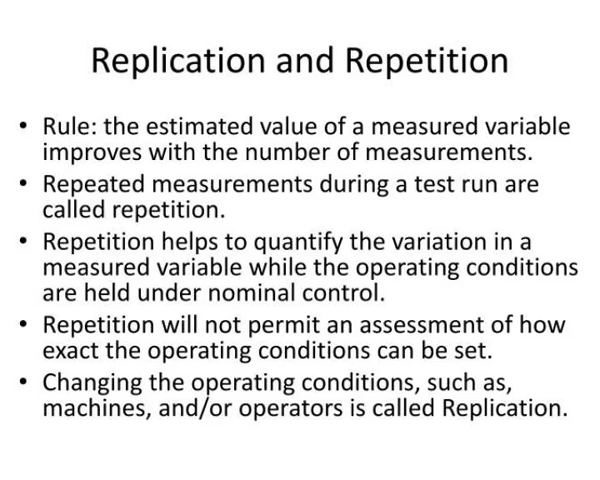 Replication and Repetition
• Rule: the estimated value of a measured variable
improves with the number of measurements.
• Repeated measurements during a test run are
called repetition.
• Repetition helps to quantify the variation in a
measured variable while the operating conditions
are held under nominal control.
• Repetition will not permit an assessment of how
exact the operating conditions can be set.
• Changing the operating conditions, such as,
machines, and/or operators is called Replication.